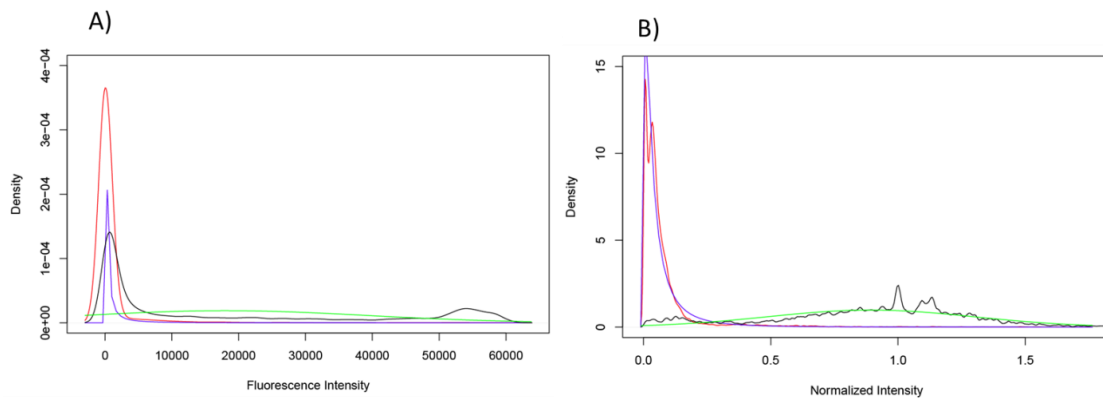 A)
4e-04
3e-04
2e-04
1e-04
0e+00
Density
0 10000 20000 30000 40000 50000 60000
Fluorescence Intensity
B)
15
10
5
0
Density
0.0 0.5 1.0 1.5
Normalized Intensity